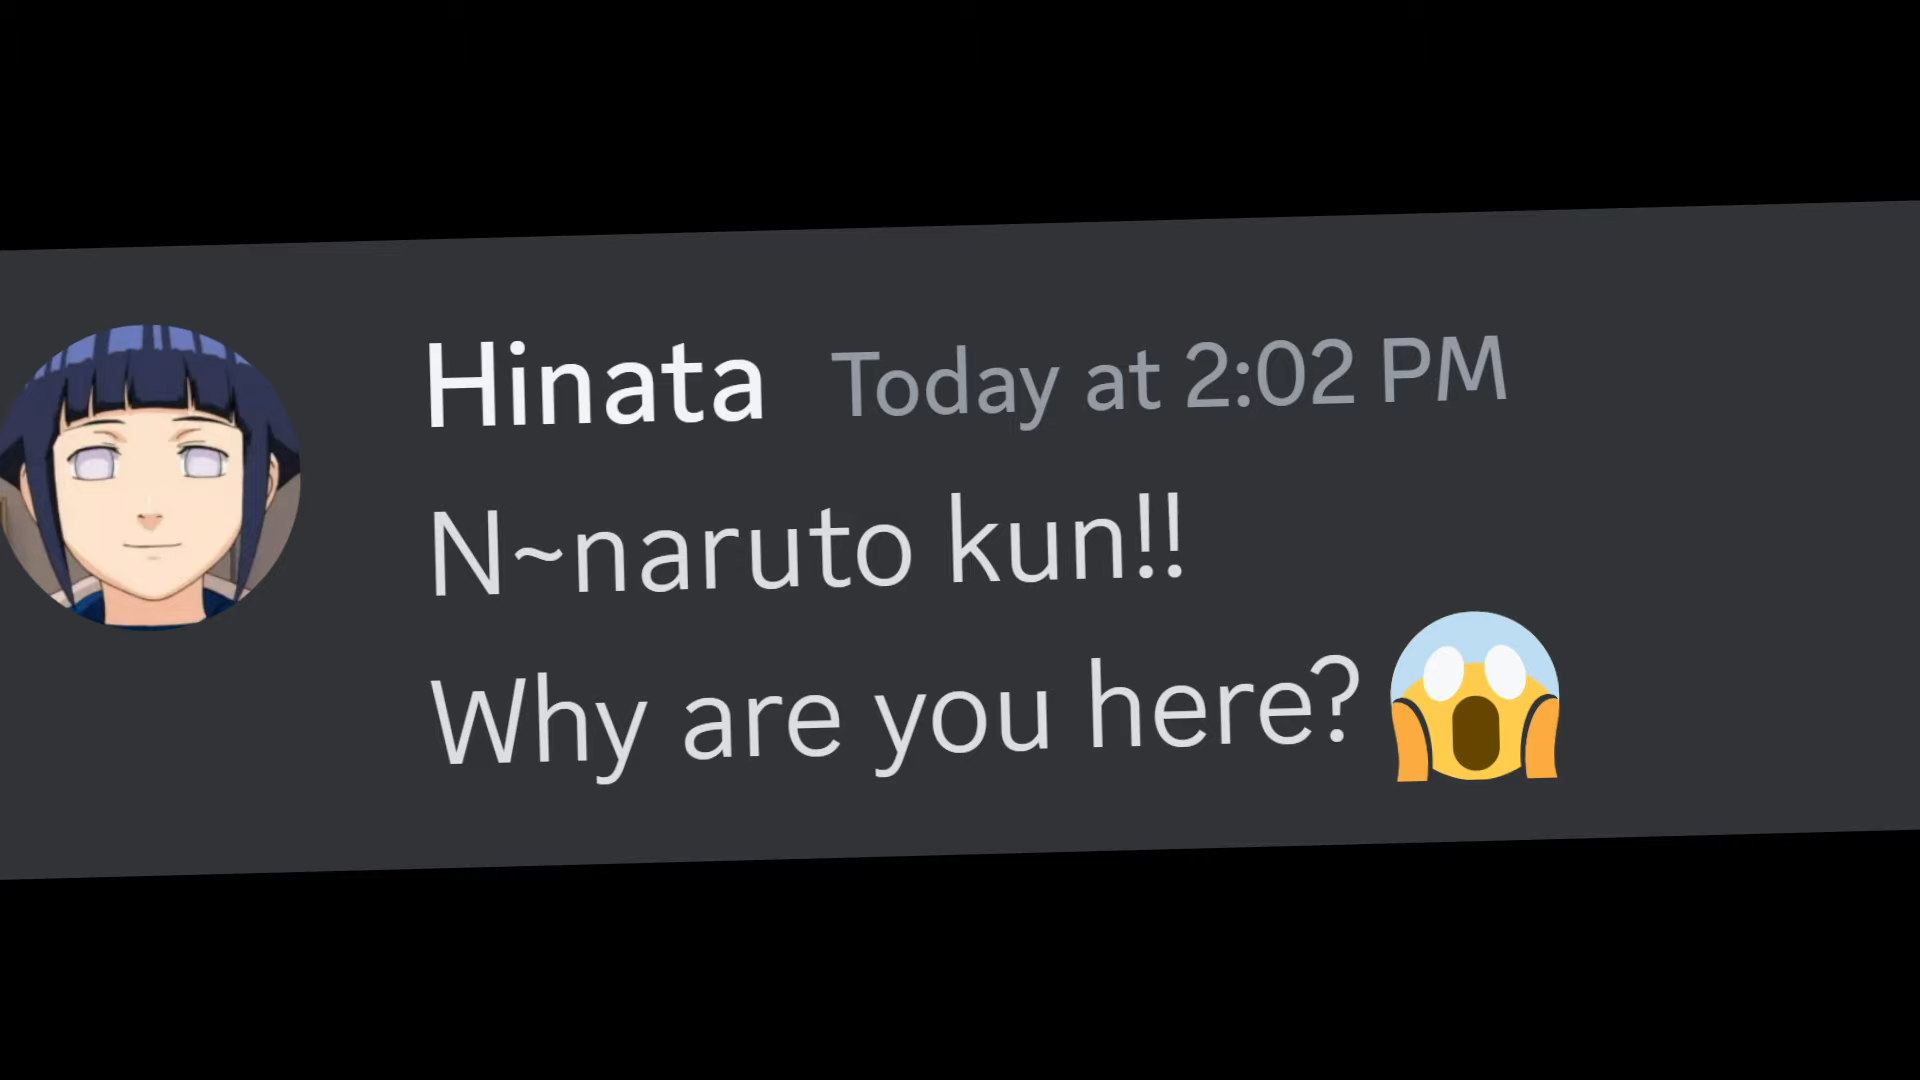 Hinata Today at 2:02 PM
N~naruto kun!!
Why are you here? 😱